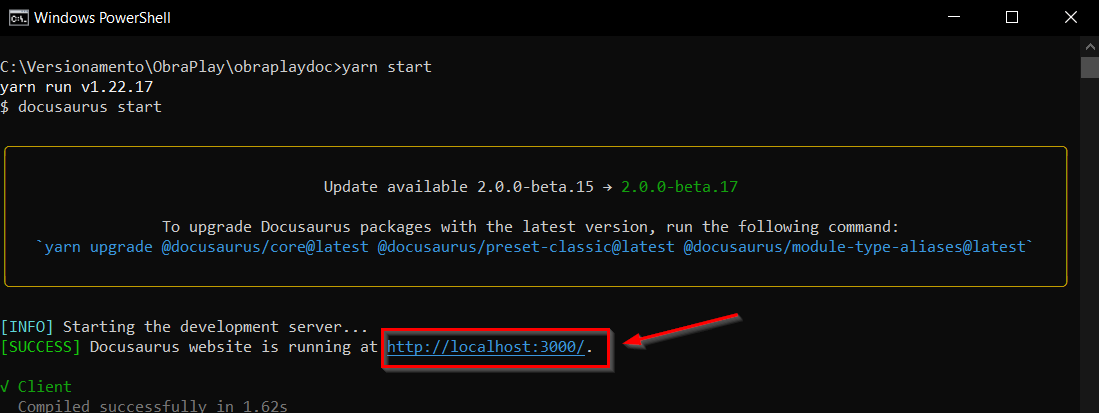 Windows PowerShell
C:\Versionamento\ObraPlay\obraplaydoc>yarn start
yarn run v1.22.17
$ docusaurus start
Update available 2.0.0-beta.15 → 2.0.0-beta.17
To upgrade Docusaurus packages with the latest version, run the following command:
`yarn upgrade @docusaurus/core@latest @docusaurus/preset-classic@latest @docusaurus/module-type-aliases@latest`
[INFO] Starting the development server...
[SUCCESS] Docusaurus website is running at http://localhost:3000/.
√ Client
Compiled successfully in 1.62s